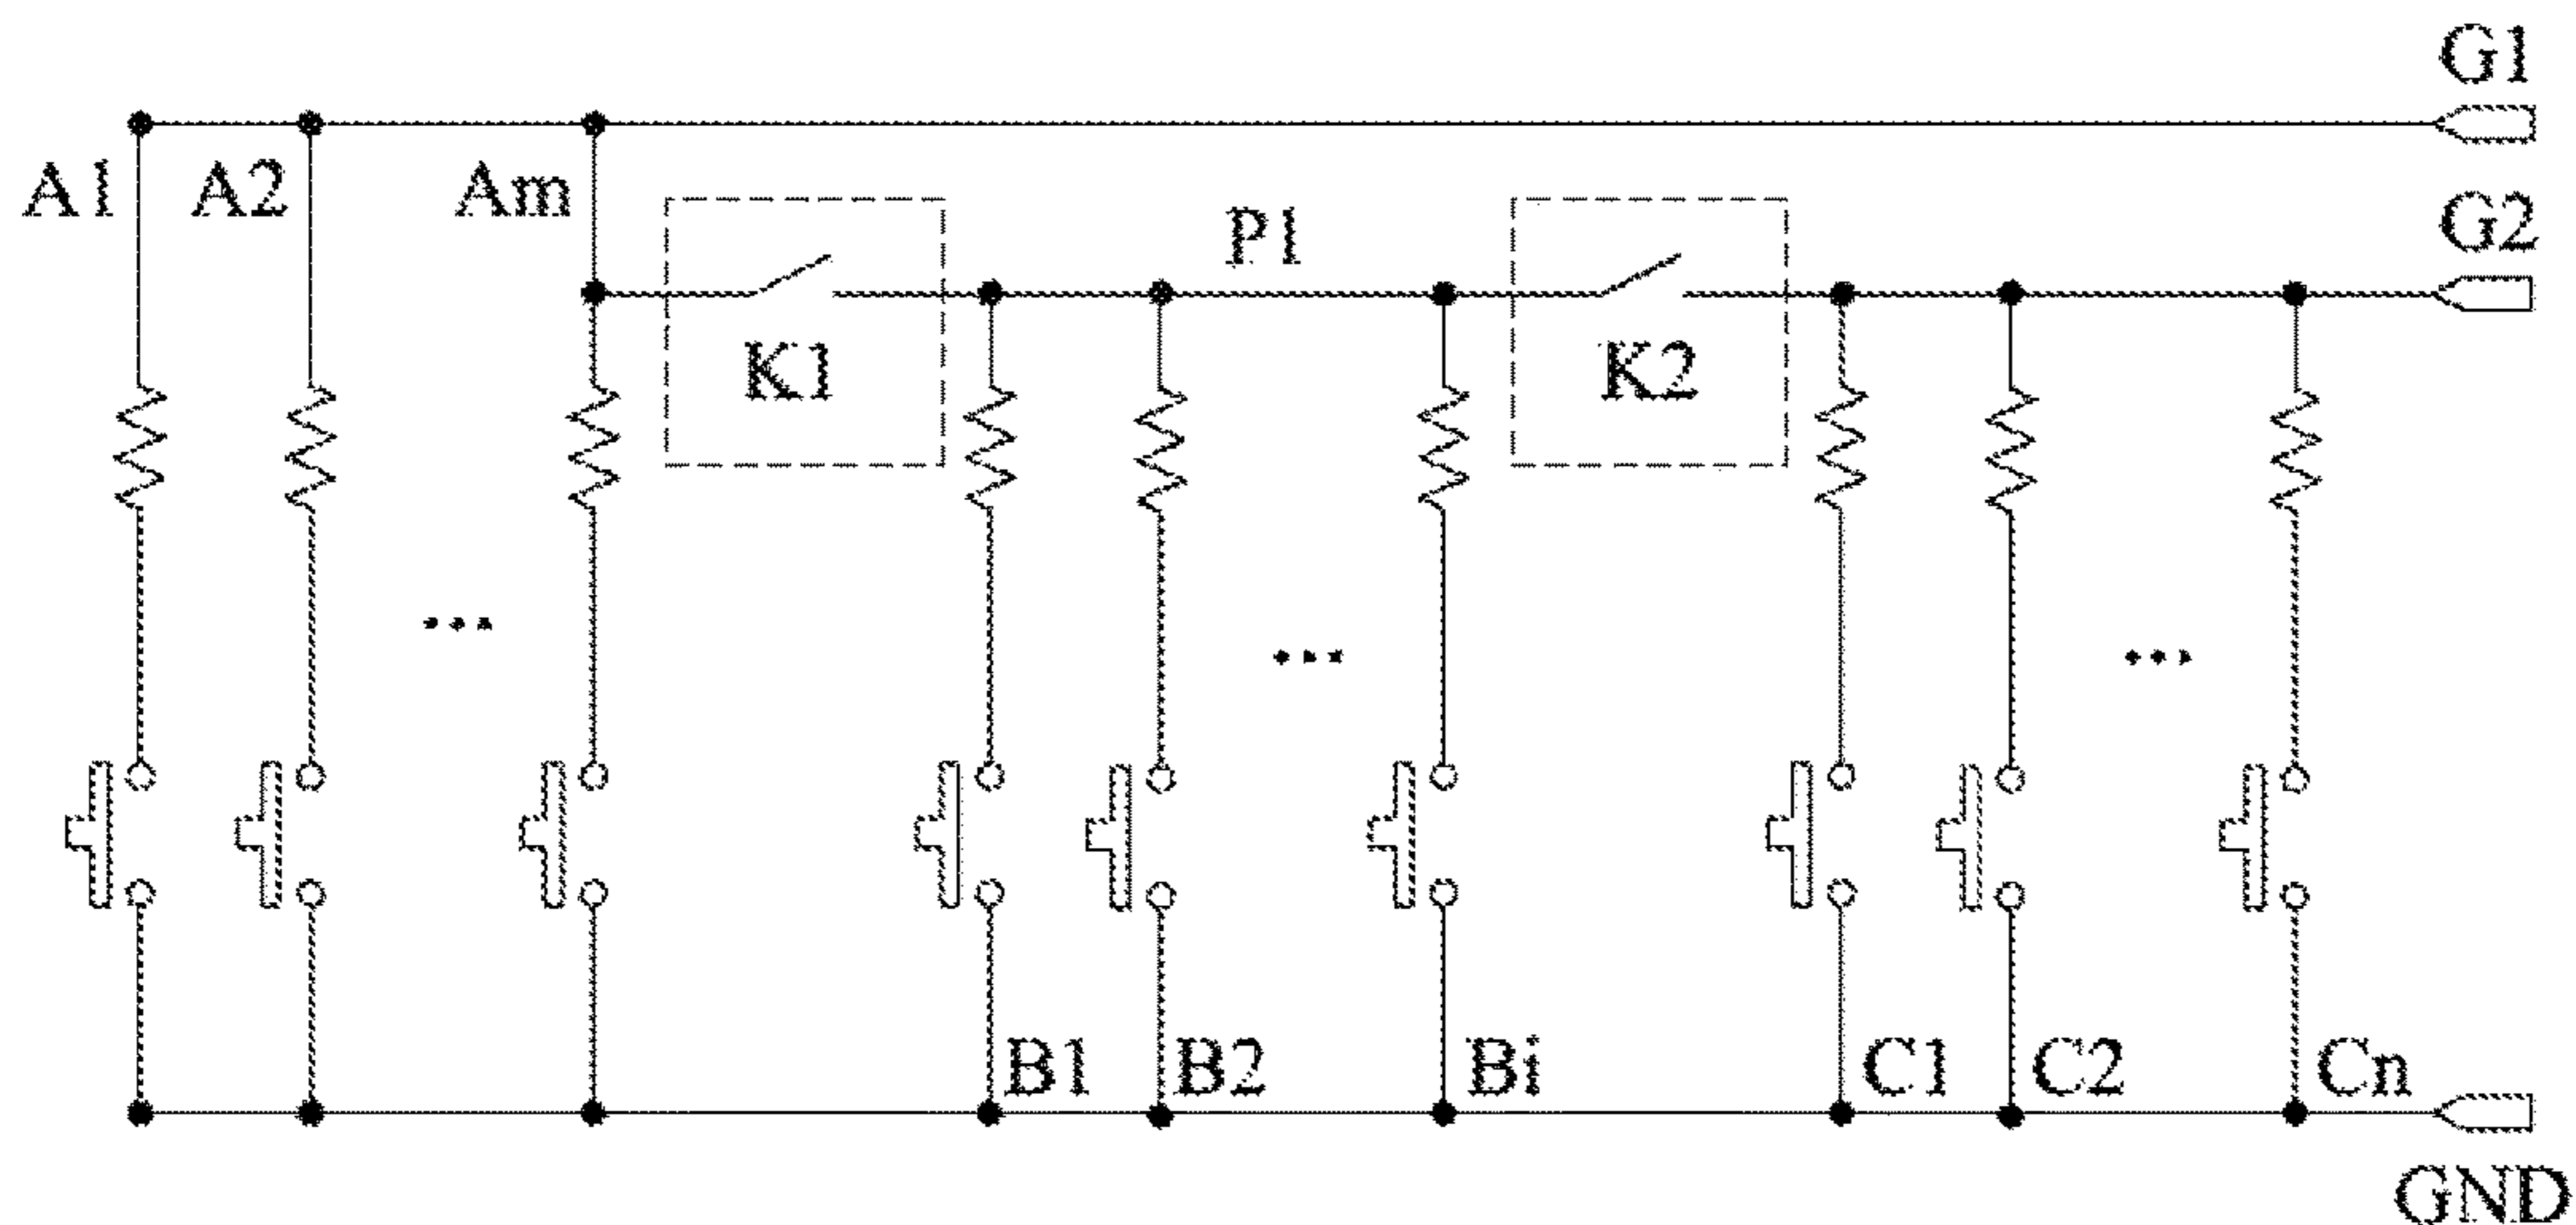 G1
A1 A2 Am
P1
G2
K1 K2
... ... ...
B1 B2 Bi C1 C2 Cn
GND